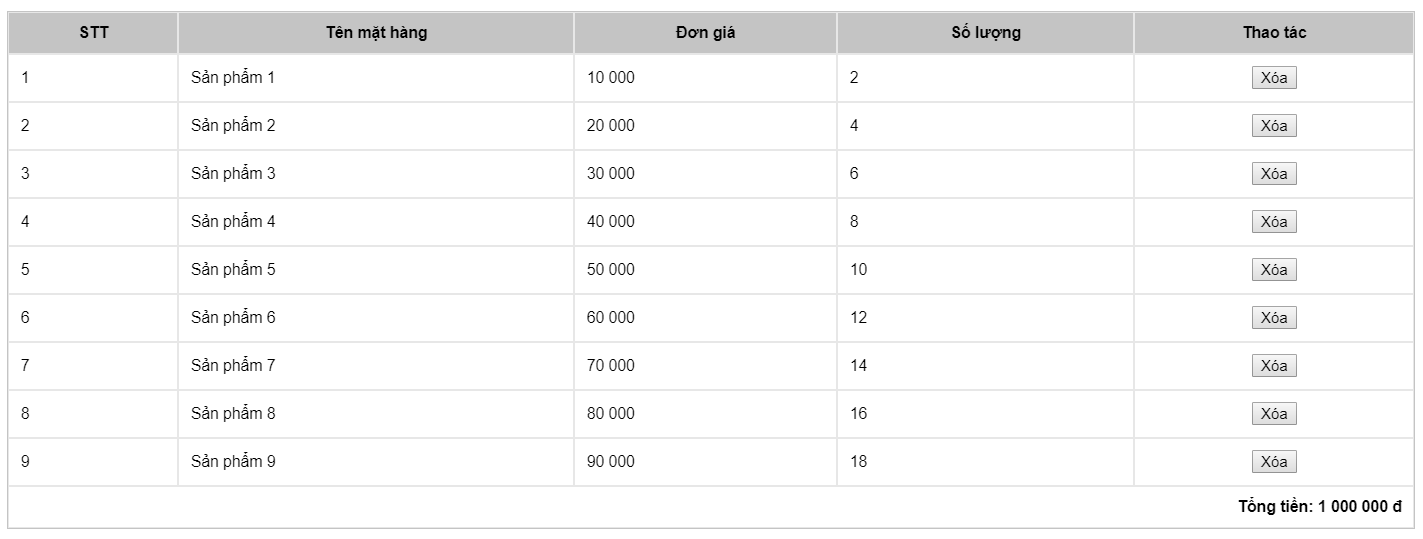 STT Tên mặt hàng Đơn giá Số lượng Thao tác
1 Sản phẩm 1 10 000 2 Xóa
2 Sản phẩm 2 20 000 4 Xóa
3 Sản phẩm 3 30 000 6 Xóa
4 Sản phẩm 4 40 000 8 Xóa
5 Sản phẩm 5 50 000 10 Xóa
6 Sản phẩm 6 60 000 12 Xóa
7 Sản phẩm 7 70 000 14 Xóa
8 Sản phẩm 8 80 000 16 Xóa
9 Sản phẩm 9 90 000 18 Xóa
Tổng tiền: 1 000 000 đ